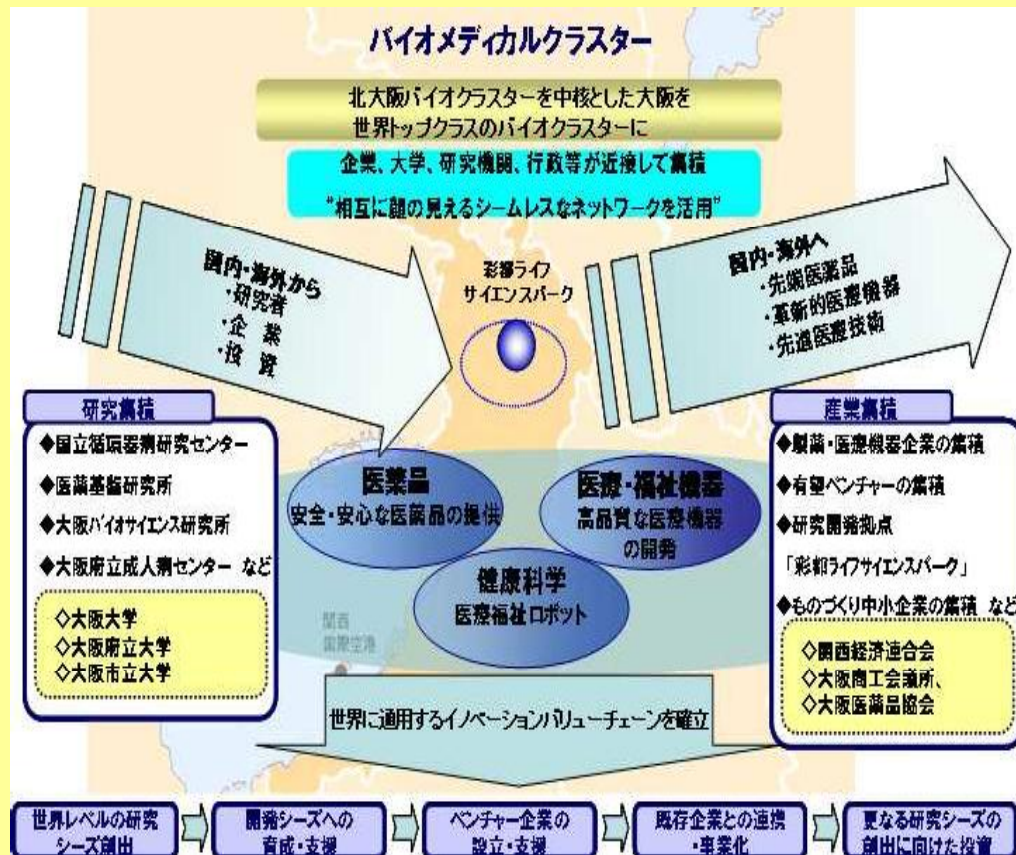 バイオメディカルクラスター
北大阪バイオクラスターを中核とした大阪を
世界トップクラスのバイオクラスターに
企業、大学、研究機関、行政等が近接して集積
“相互に顔の見えるシームレスなネットワークを活用”
国内・海外から
・研究者
・企　業
・投　資
彩都ライフ
サイエンスパーク
国内・海外へ
・先端医薬品
・革新的医療機器
・先進医療技術
研究集積
◆国立循環器病研究センター
◆医薬基盤研究所
◆大阪バイオサイエンス研究所
◆大阪府立成人病センター など
◇大阪大学
◇大阪府立大学
◇大阪市立大学
医薬品
安全・安心な医薬品の提供
医療・福祉機器
高品質な医療機器
の開発
健康科学
医療福祉ロボット
関西
国際空港
産業集積
◆製薬・医療機器企業の集積
◆有望ベンチャーの集積
◆研究開発拠点
「彩都ライフサイエンスパーク」
◆ものづくり中小企業の集積 など
◇関西経済連合会
◇大阪商工会議所、
◇大阪医薬品協会
世界に通用するイノベーションバリューチェーンを確立
世界レベルの研究
シーズ創出
開発シーズへの
育成・支援
ベンチャー企業の
設立・支援
既存企業との連携
・事業化
更なる研究シーズの
創出に向けた投資